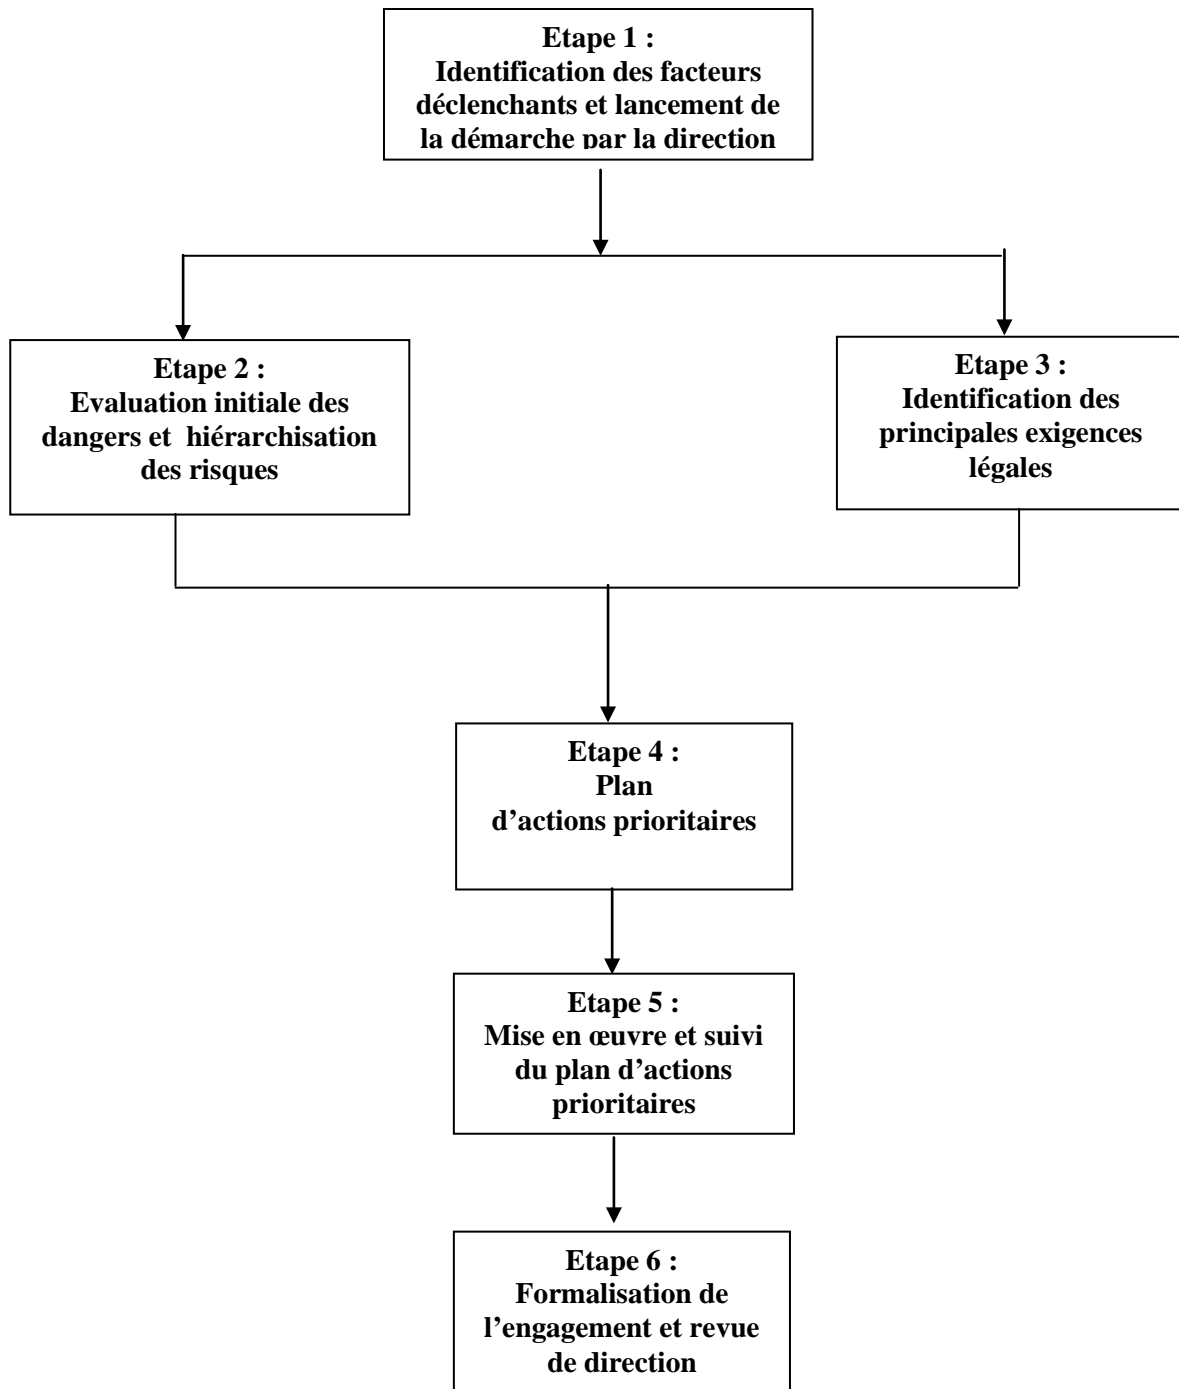 Etape 1 :
Identification des facteurs
déclenchants et lancement de
la démarche par la direction
Etape 2 :
Evaluation initiale des
dangers et  hiérarchisation
des risques
Etape 3 :
Identification des
principales exigences
légales
Etape 4 :
Plan
d’actions prioritaires
Etape 5 :
Mise en œuvre et suivi
du plan d’actions
prioritaires
Etape 6 :
Formalisation de
l’engagement et revue
de direction